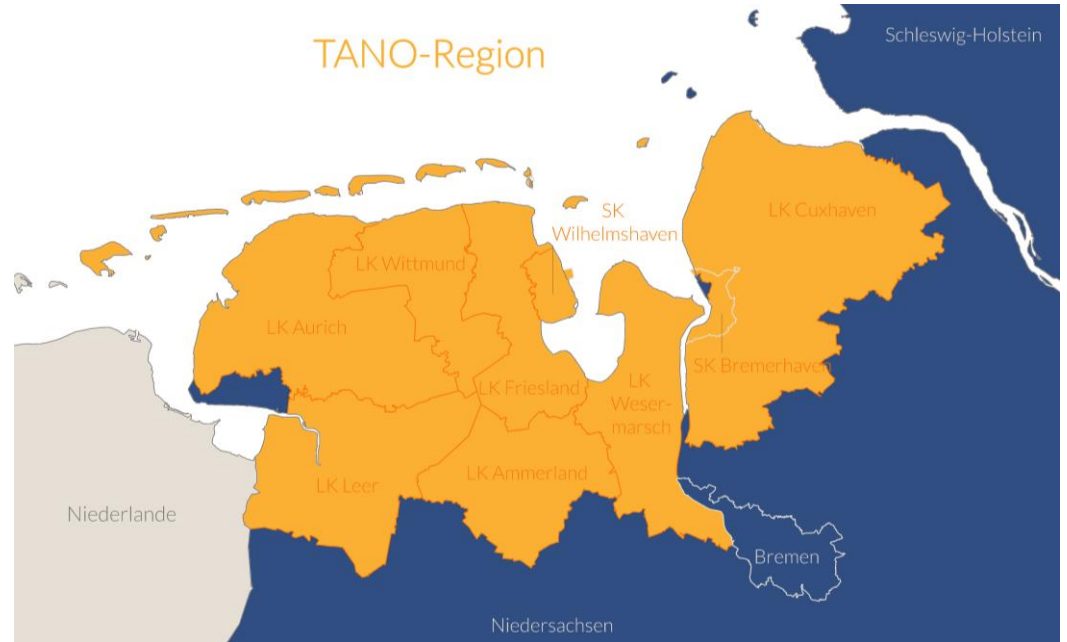 TANO-Region
Schleswig-Holstein
SK
Wilhelmshaven
LK Cuxhaven
LK Wittmund
LK Aurich
SK Bremerhaven
LK Friesland
LK
Weser-
marsch
LK Ammerland
LK Leer
Niederlande
Bremen
Niedersachsen